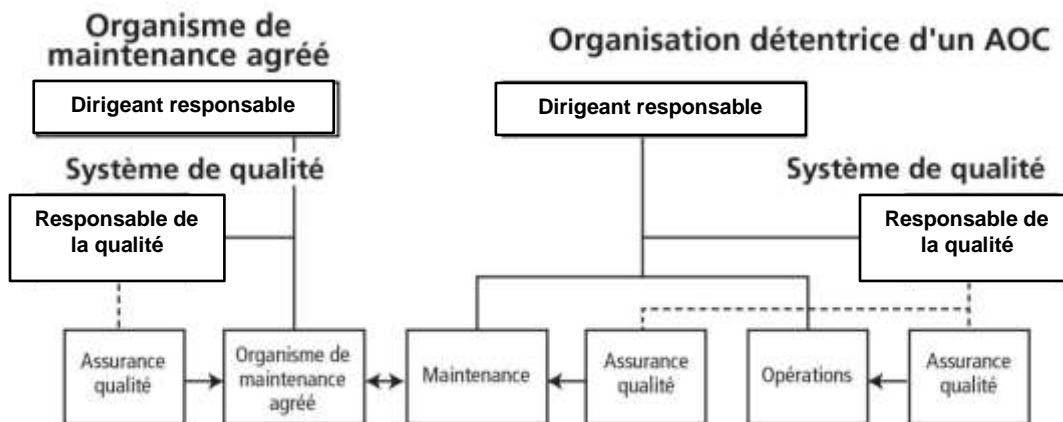 Organisme de
maintenance agréé
Organisation détentrice d'un AOC
Dirigeant responsable
Dirigeant responsable
Système de qualité
Système de qualité
Responsable de
la qualité
Responsable de
la qualité
Assurance
qualité
Organisme de
maintenance
agréé
Maintenance
Assurance
qualité
Opérations
Assurance
qualité